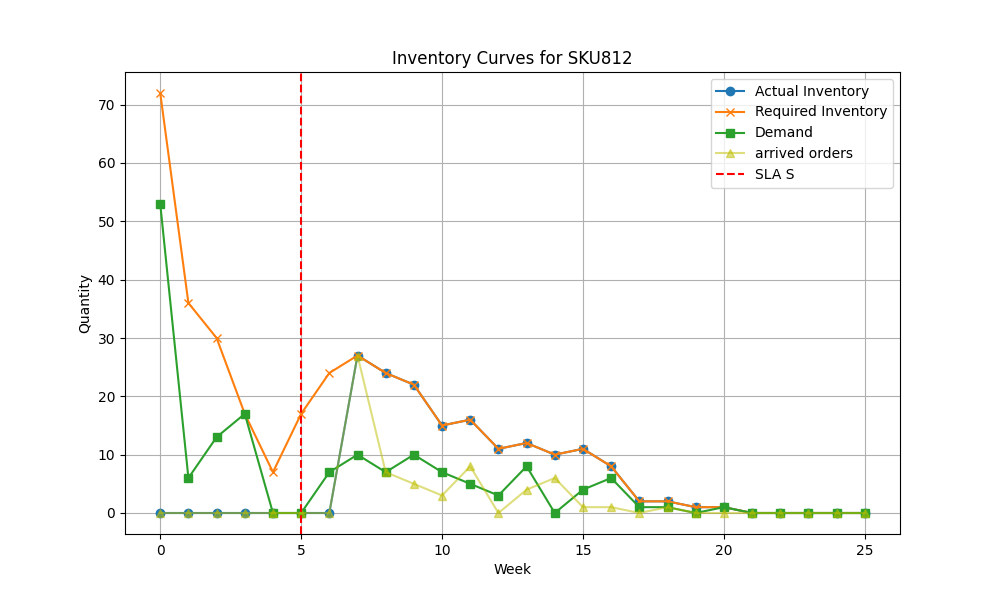 Inventory Curves for SKU812
Actual Inventory
Required Inventory
Demand
arrived orders
SLA S
Quantity
70
60
50
40
30
20
10
0
0 5 10 15 20 25
Week